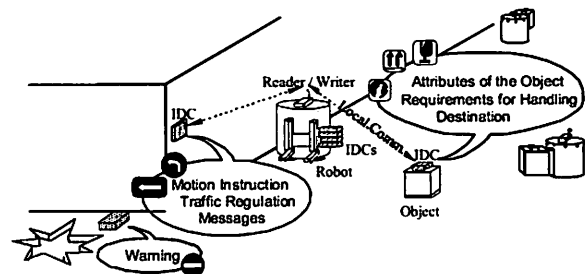 Reader / Writer
IDC
Attributes of the Object
Requirements for Handling
Destination
Local Comm.
IDCs
IDC
Robot
Object
Motion Instruction
Traffic Regulation
Messages
Warning